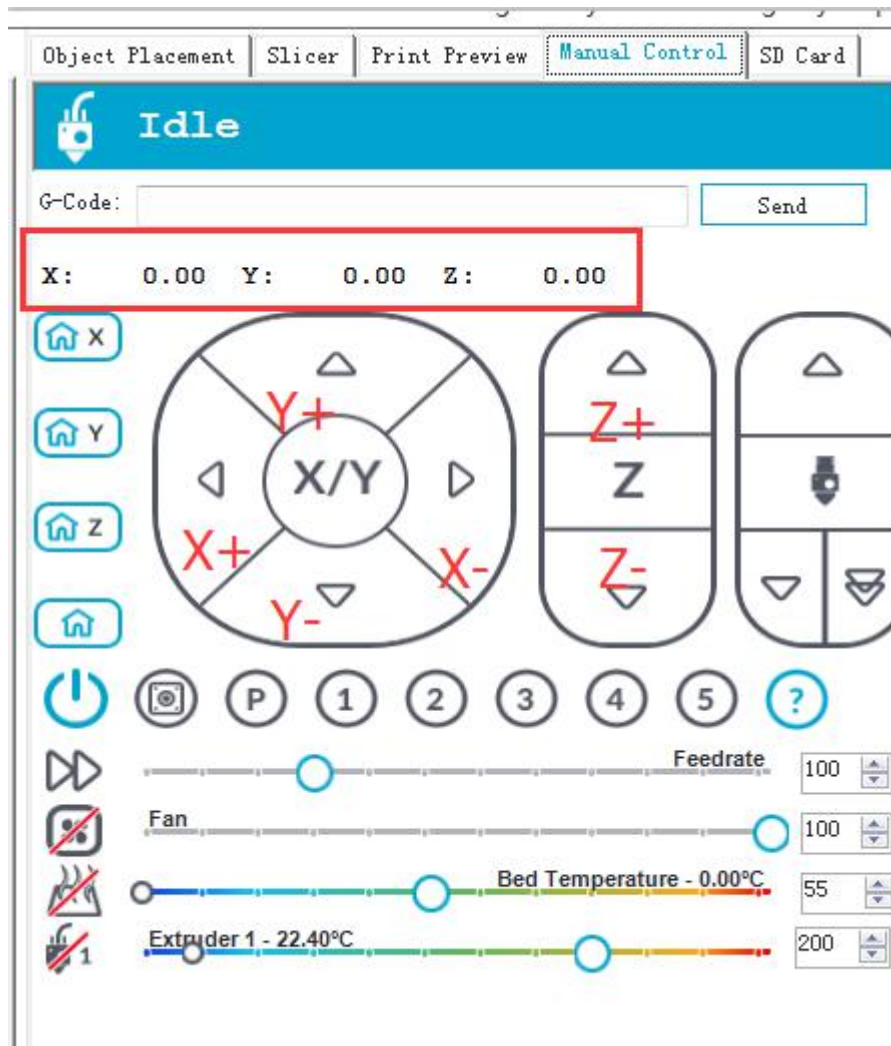 Object Placement Slicer Print Preview Manual Control SD Card
Idle
G-Code: Send
X: 0.00 Y: 0.00 Z: 0.00
X
Y+ Z+
Y X/Y Z
X+ X- Z-
Z
Y-
P 1 2 3 4 5 ?
Feedrate 100
Fan 100
Bed Temperature - 0.00°C 55
1 Extruder 1 - 22.40°C 200